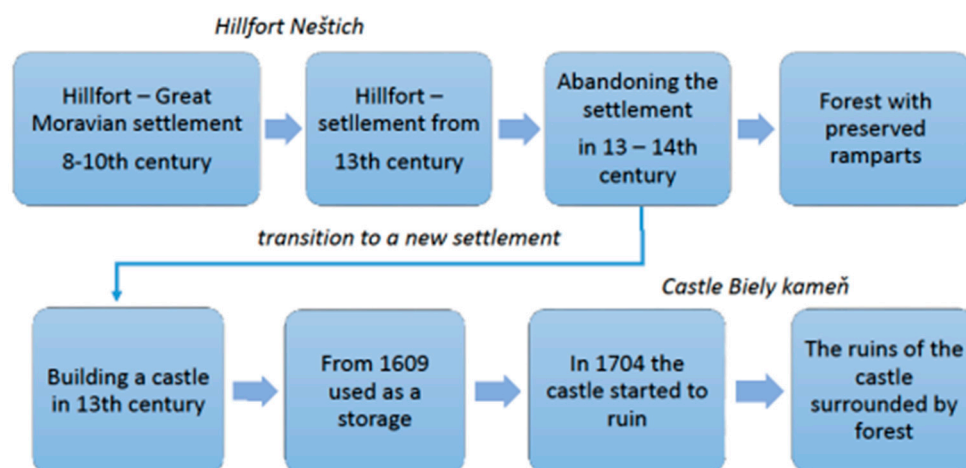 Hillfort Neštich
Hillfort – Great
Moravian settlement
8-10th century
Hillfort –
setllement from
13th century
Abandoning the
settlement
in 13 – 14th
century
Forest with
preserved
ramparts
transition to a new settlement
Castle Biely kameň
Building a castle
in 13th century
From 1609
used as a
storage
In 1704 the
castle started to
ruin
The ruins of the
castle
surrounded by
forest